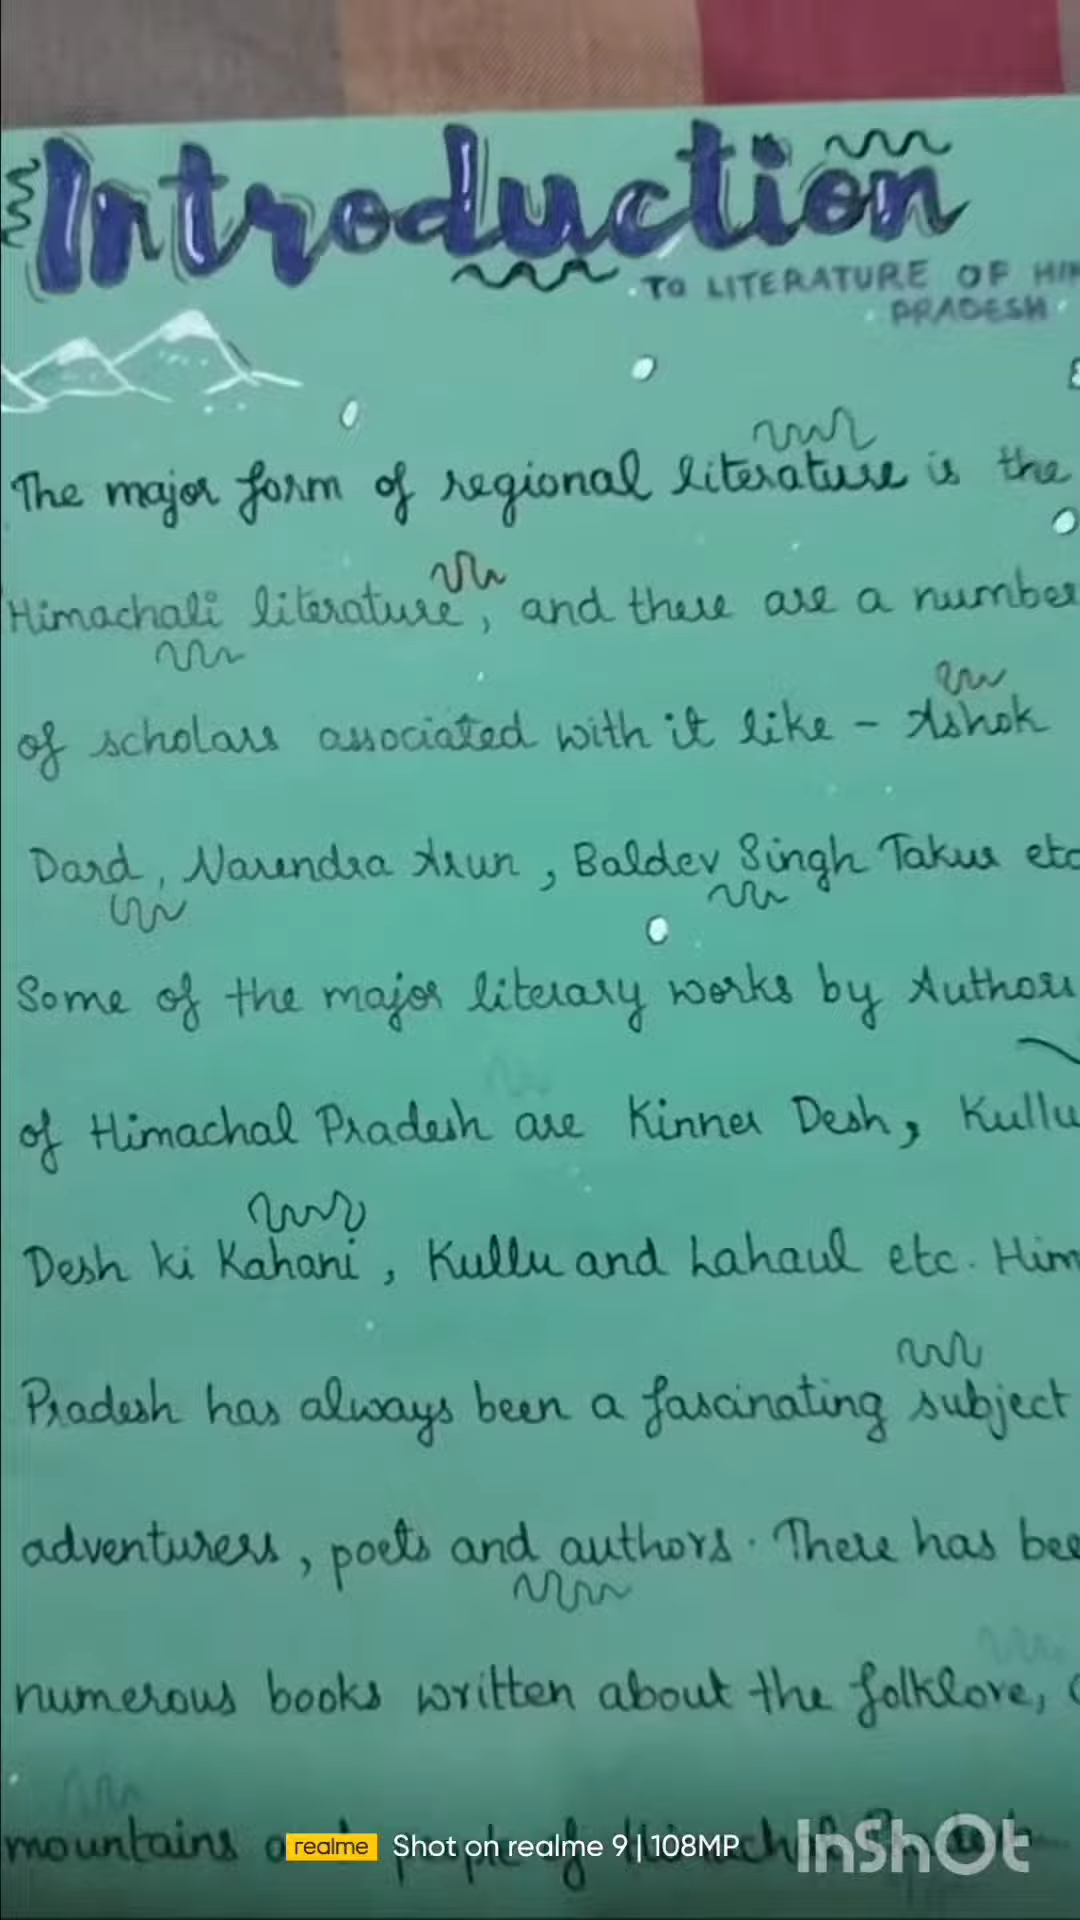 Introduction
TO LITERATURE OF HIM
PRADESH
The major form of regional literature is the
Himachali literature, and there are a number
of scholars associated with it like - Ashok
Dard, Narendra Arun, Baldev Singh Takur etc
Some of the major literary works by Authors
of Himachal Pradesh are Kinner Desh, Kullu
Desh ki Kahani, Kullu and Lahaul etc. Him
Pradesh has always been a fascinating subject
adventurers, poets and authors. There has bee
numerous books written about the folklore,
mountains people of
realme Shot on realme 9 | 108MP
InShOt